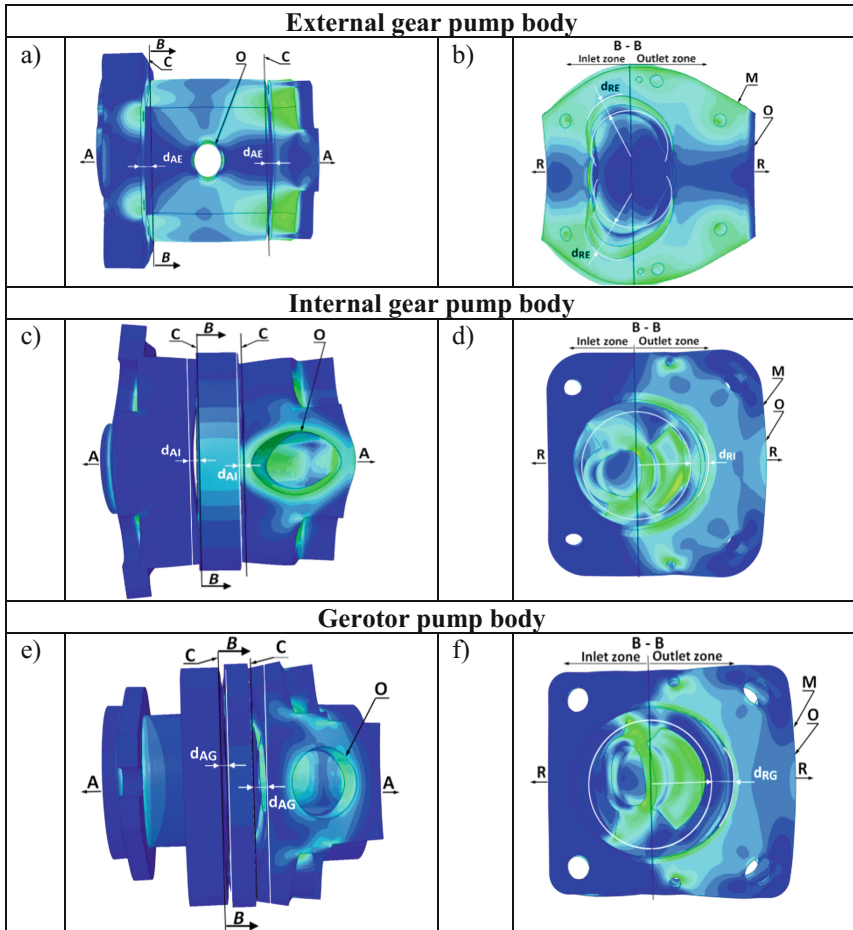 External gear pump body
a)
B
C
O
C
A
dAE
dAE
A
B
b)
B - B
Inlet zone Outlet zone
M
dRE
O
R
R
dRE
Internal gear pump body
c)
C
B
C
O
A
dAI
dAI
A
B
d)
B - B
Inlet zone Outlet zone
M
O
R
dRI
R
Gerotor pump body
e)
B
C
C
O
dAG
A
dAG
A
B
f)
B - B
Inlet zone Outlet zone
M
O
R
dRG
R